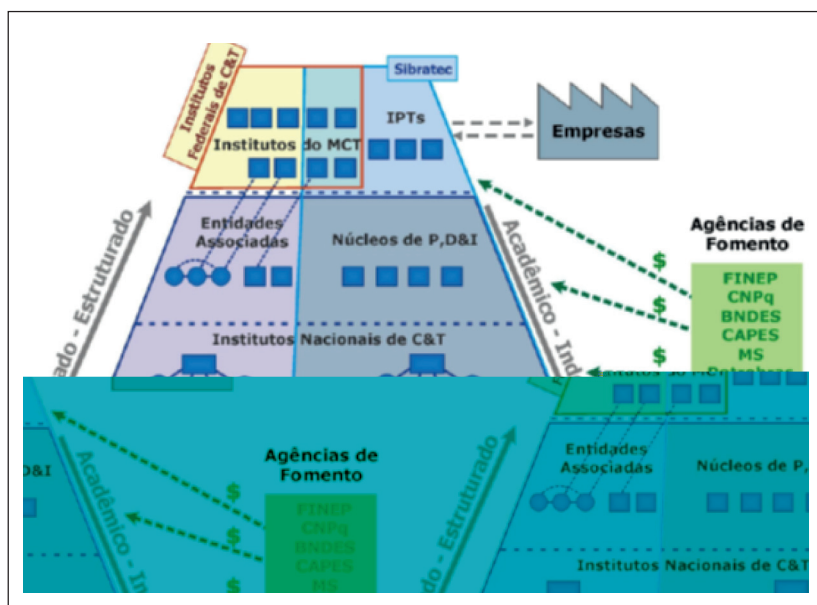 Sibratec
Institutos
Federais de C&T
IPTs
Institutos do MCT
Empresas
Entidades
Associadas
Núcleos de P,D&I
Agências de
Fomento
$
$
$
FINEP
CNPq
BNDES
CAPES
MS
Institutos Nacionais de C&T
ado - Estruturado
Acadêmico - Ind
D&I
Acadêmico - In
Agências de
Fomento
$
$
$
FINEP
CNPq
BNDES
CAPES
MS
ado - Estruturado
Entidades
Associadas
Núcleos de P,
Institutos Nacionais de C&T